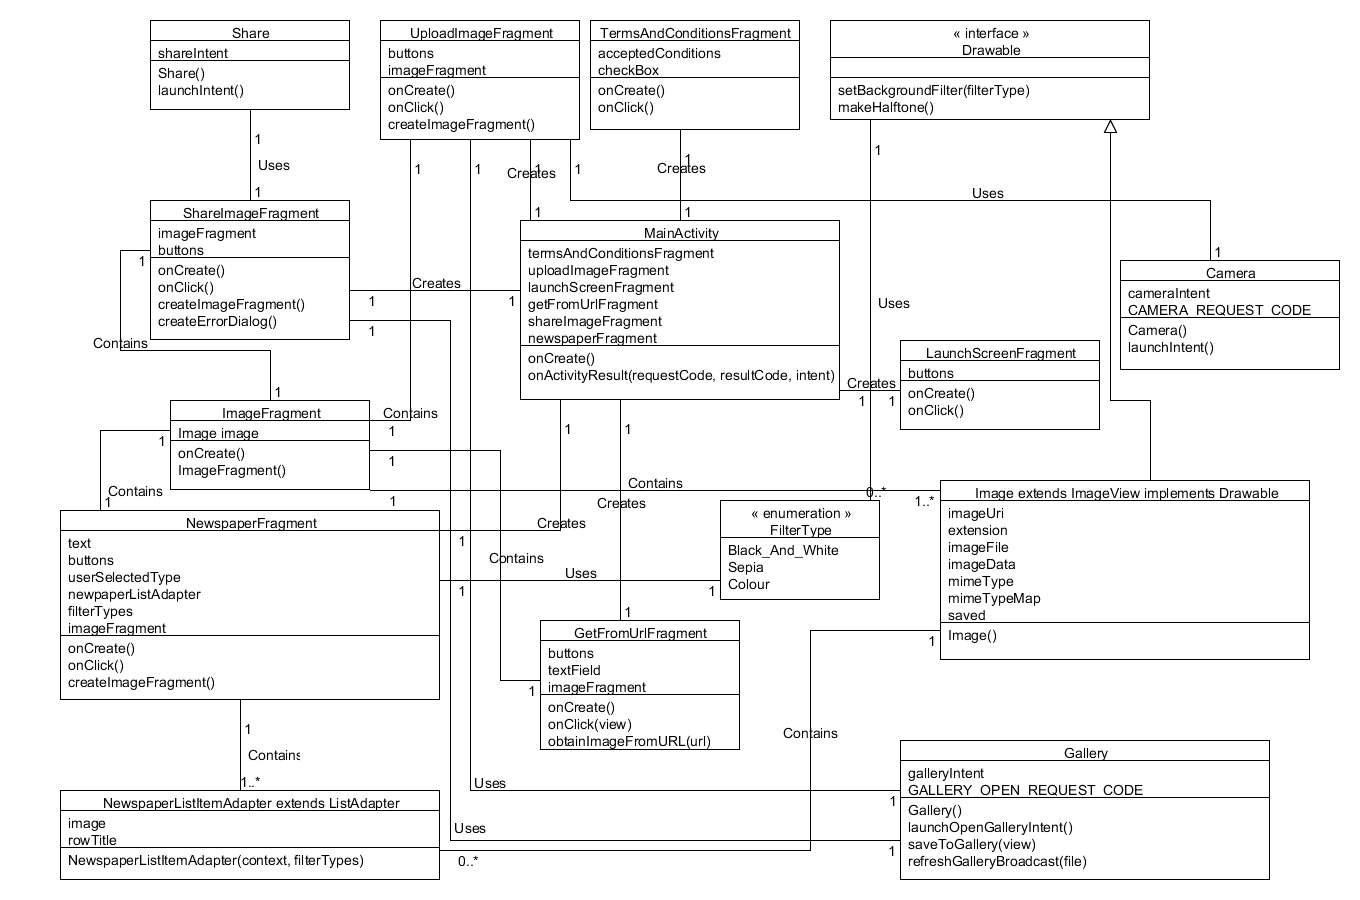 Share
shareIntent
Share()
launchIntent()
UploadImageFragment
buttons
imageFragment
onCreate()
onClick()
createImageFragment()
TermsAndConditionsFragment
acceptedConditions
checkBox
onCreate()
onClick()
« interface »
Drawable
setBackgroundFilter(filterType)
makeHalftone()
1
Uses
1
1
1
Creates
1
1
1
Creates
1
1
1
Uses
1
1
Uses
0..*
ShareImageFragment
imageFragment
buttons
onCreate()
onClick()
createImageFragment()
createErrorDialog()
MainActivity
termsAndConditionsFragment
uploadImageFragment
launchScreenFragment
getFromUrlFragment
shareImageFragment
newspaperFragment
onCreate()
onActivityResult(requestCode, resultCode, intent)
Camera
cameraIntent
CAMERA_REQUEST_CODE
Camera()
launchIntent()
1
Contains
1
Creates
1
1
1
LaunchScreenFragment
buttons
onCreate()
onClick()
Creates
1
1
ImageFragment
Image image
onCreate()
ImageFragment()
Contains
1
1
1
1
1
Contains
1
1
Contains
1..*
Creates
Creates
1
Contains
Uses
1
1
1
1
NewspaperFragment
text
buttons
userSelectedType
newpaperListAdapter
filterTypes
imageFragment
onCreate()
onClick()
createImageFragment()
« enumeration »
FilterType
Black_And_White
Sepia
Colour
Image extends ImageView implements Drawable
imageUri
extension
imageFile
imageData
mimeType
mimeTypeMap
saved
Image()
GetFromUrlFragment
buttons
textField
imageFragment
onCreate()
onClick(view)
obtainImageFromURL(url)
1
Contains
1..*
1
Contains
0..*
Uses
1
Uses
1
NewspaperListItemAdapter extends ListAdapter
image
rowTitle
NewspaperListItemAdapter(context, filterTypes)
Gallery
galleryIntent
GALLERY_OPEN_REQUEST_CODE
Gallery()
launchOpenGalleryIntent()
saveToGallery(view)
refreshGalleryBroadcast(file)